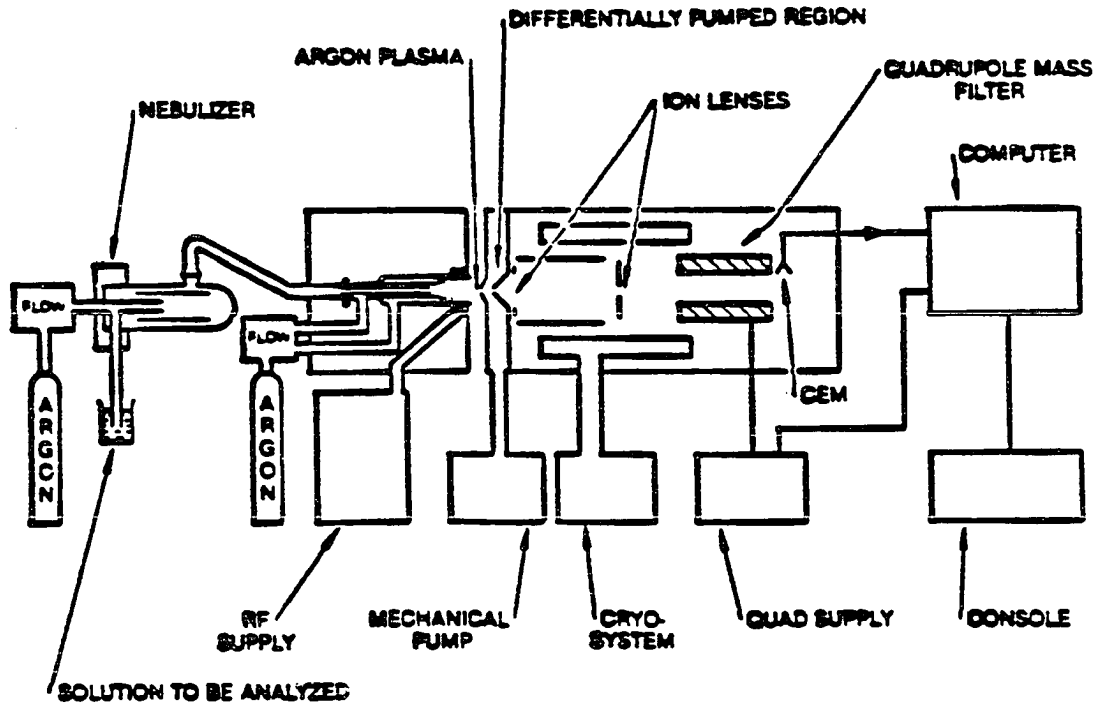 DIFFERENTIALLY PUMPED REGION
ARGON PLASMA
QUADRUPOLE MASS
FILTER
NEBULIZER
ION LENSES
COMPUTER
FLOW
FLOW
ARGON
ARGON
CEM
RF
SUPPLY
MECHANICAL
PUMP
CRYO-
SYSTEM
QUAD SUPPLY
CONSOLE
SOLUTION TO BE ANALYZED